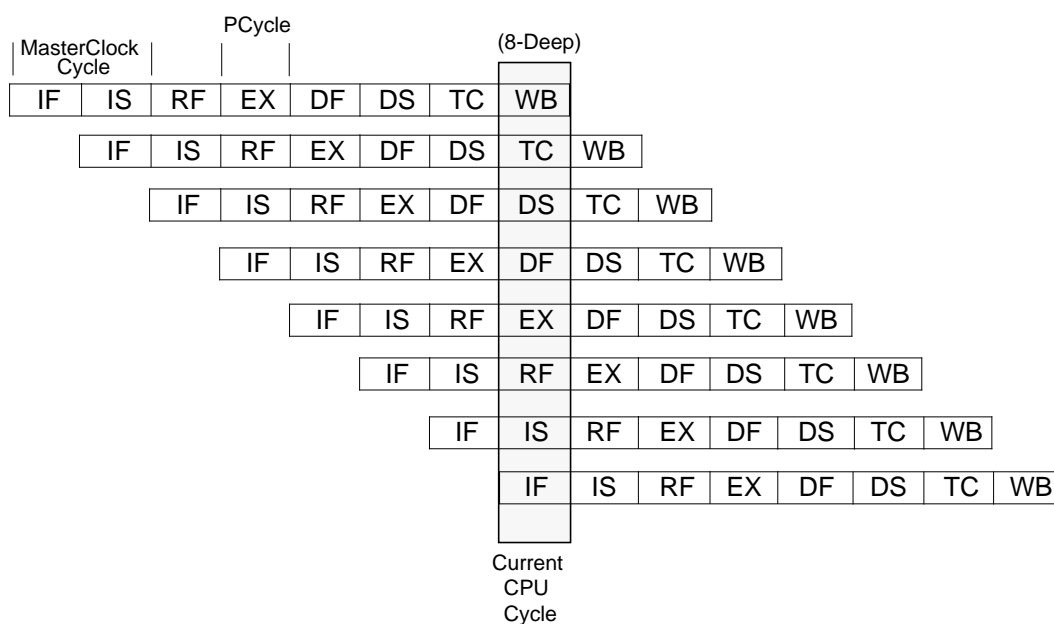 PCycle
(8-Deep)
MasterClock
Cycle
IF IS RF EX DF DS TC WB
IF IS RF EX DF DS TC WB
IF IS RF EX DF DS TC WB
IF IS RF EX DF DS TC WB
IF IS RF EX DF DS TC WB
IF IS RF EX DF DS TC WB
IF IS RF EX DF DS TC WB
IF IS RF EX DF DS TC WB
Current
CPU
Cycle